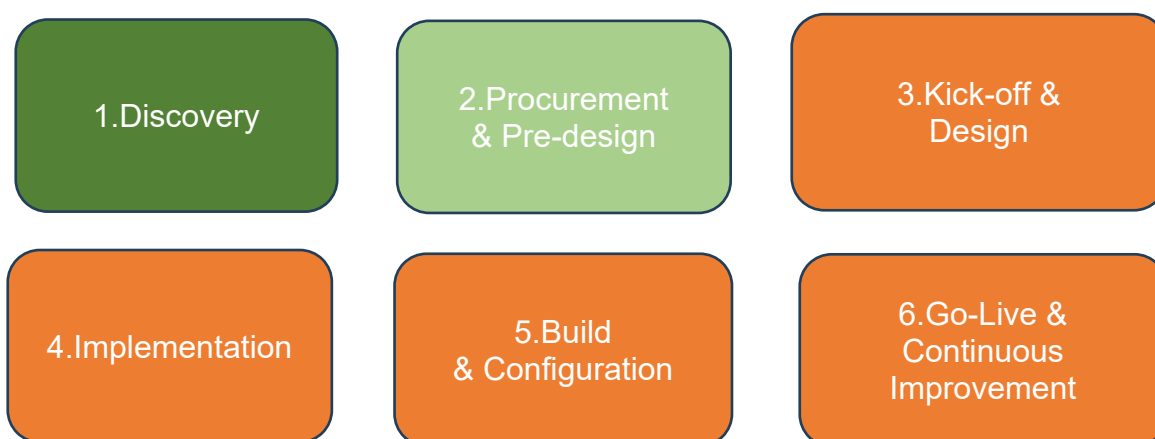 1.Discovery
2.Procurement
& Pre-design
3.Kick-off &
Design
4.Implementation
5.Build
& Configuration
6.Go-Live &
Continuous
Improvement